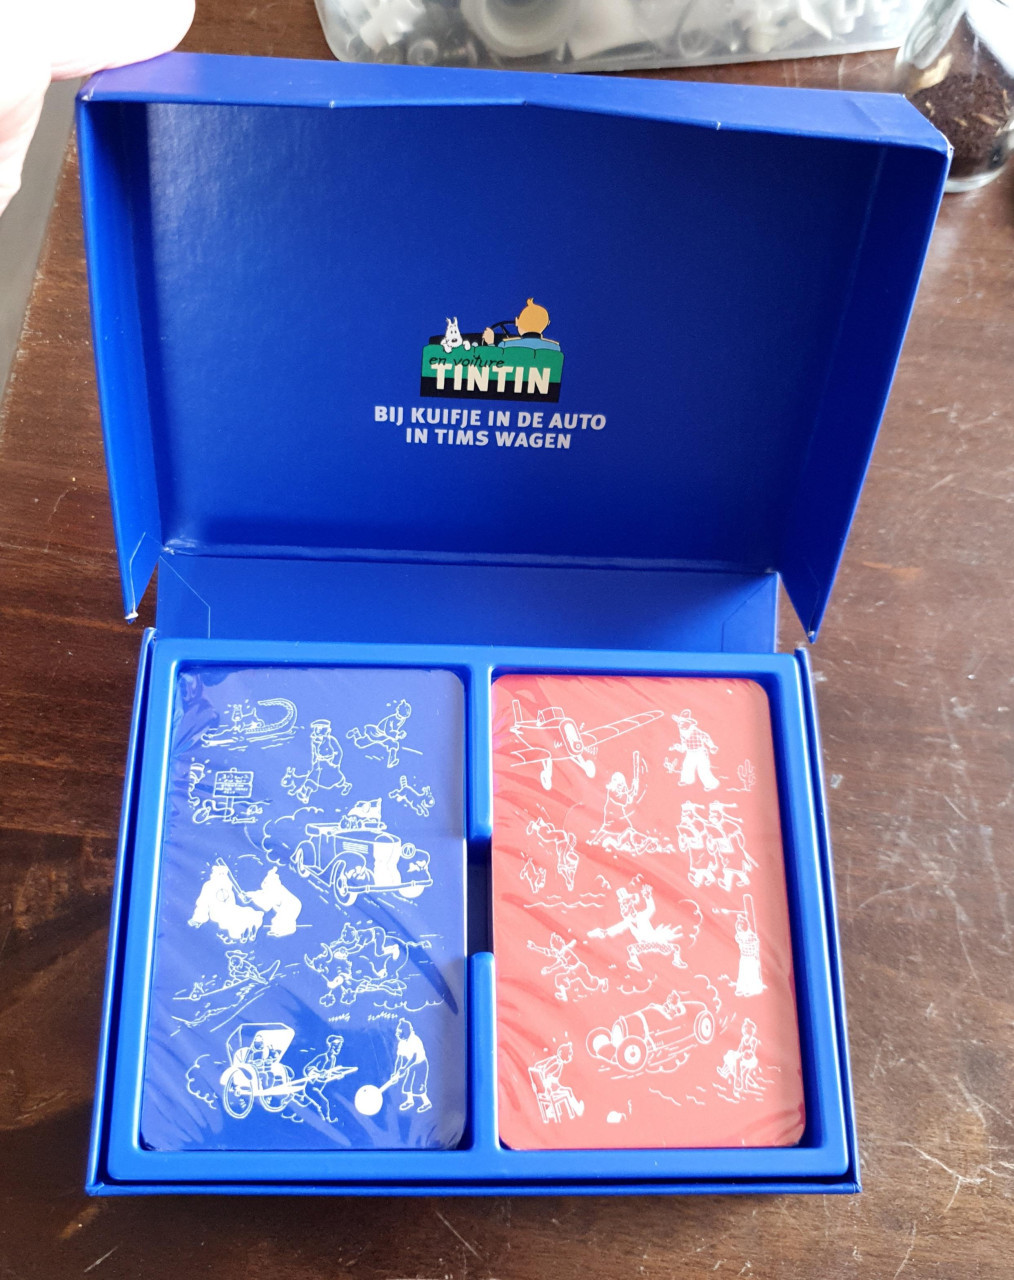 en voiture
TINTIN
BIJ KUIFJE IN DE AUTO
IN TIMS WAGEN